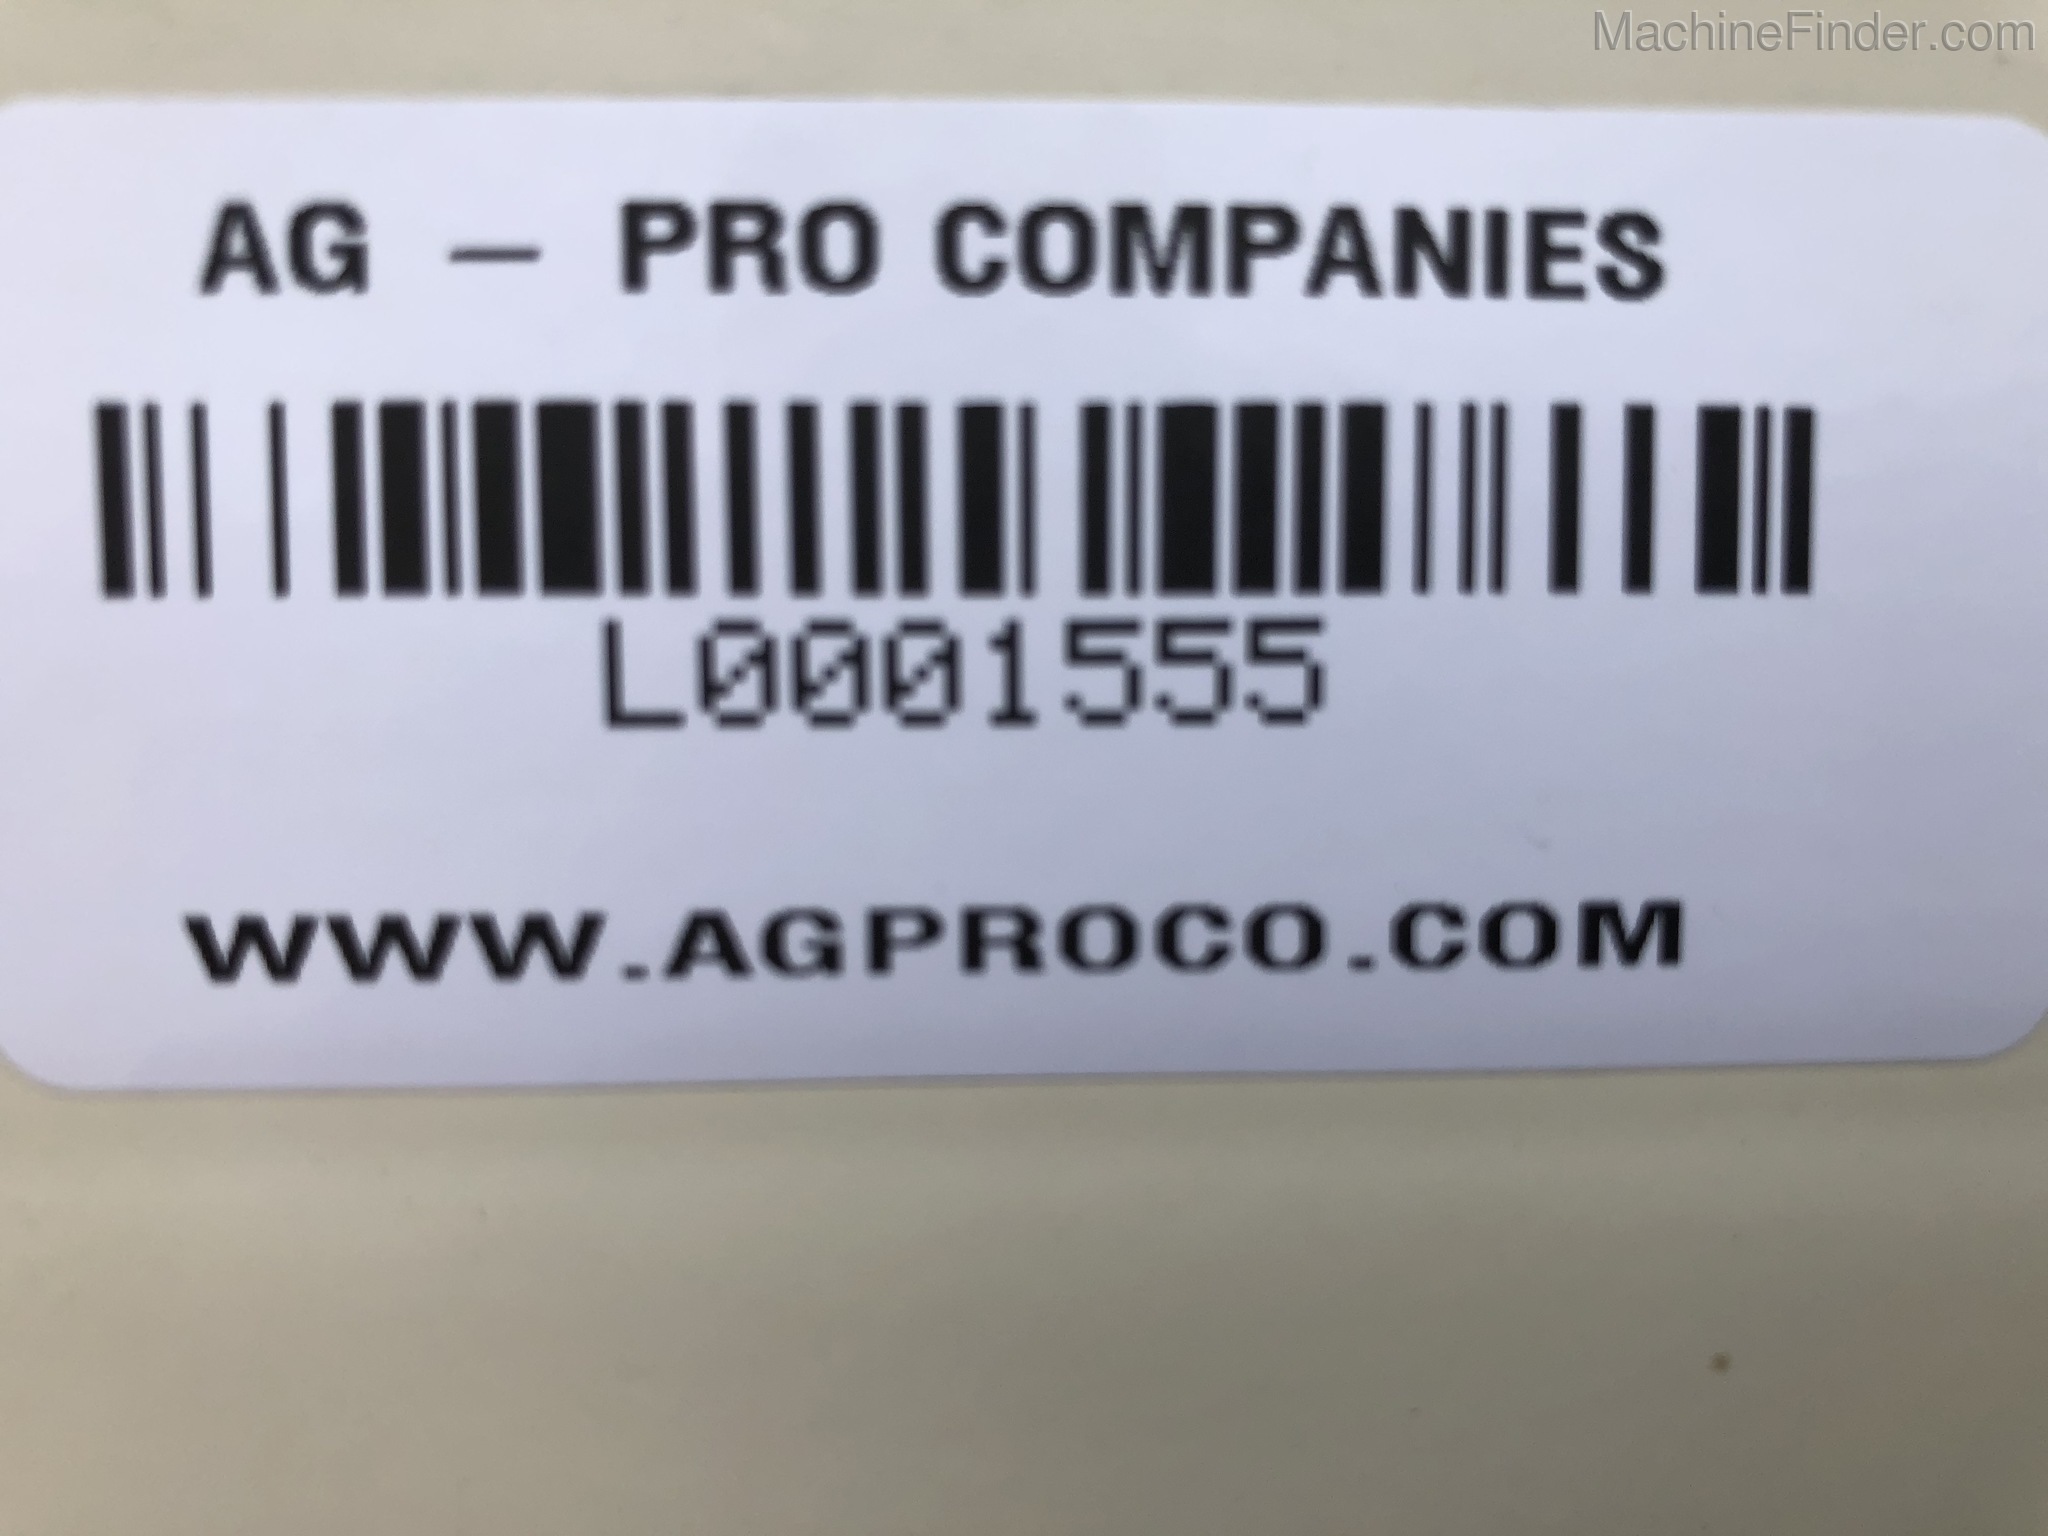 MachineFinder.com
AG – PRO COMPANIES
L0001555
WWW.AGPROCO.COM